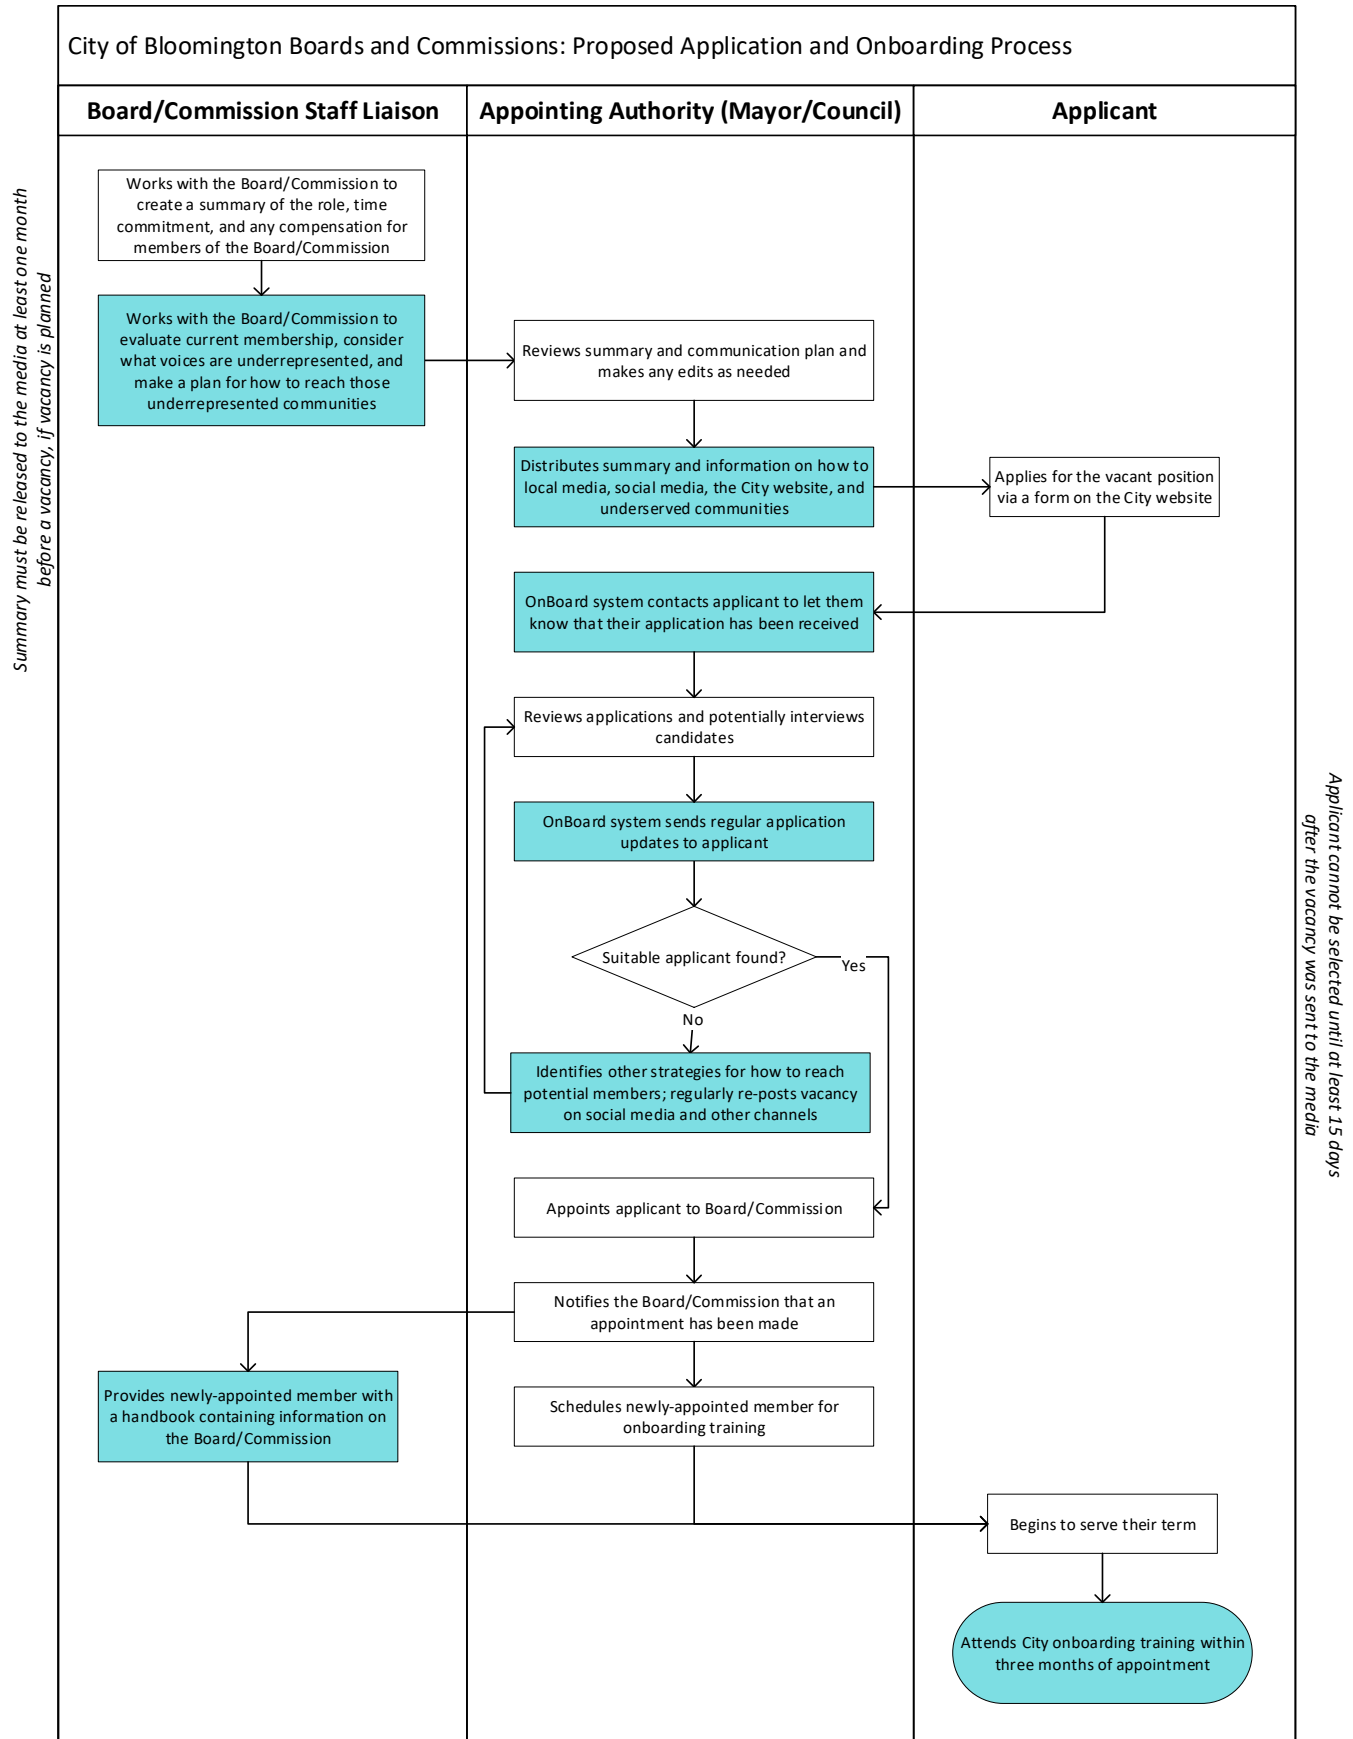 City of Bloomington Boards and Commissions: Proposed Application and Onboarding Process
Board/Commission Staff Liaison
Appointing Authority (Mayor/Council)
Applicant
Summary must be released to the media at least one month
before a vacancy, if vacancy is planned
Works with the Board/Commission to
create a summary of the role, time
commitment, and any compensation for
members of the Board/Commission
Works with the Board/Commission to
evaluate current membership, consider
what voices are underrepresented, and
make a plan for how to reach those
underrepresented communities
Reviews summary and communication plan and
makes any edits as needed
Distributes summary and information on how to
local media, social media, the City website, and
underserved communities
Applies for the vacant position
via a form on the City website
OnBoard system contacts applicant to let them
know that their application has been received
Reviews applications and potentially interviews
candidates
OnBoard system sends regular application
updates to applicant
Suitable applicant found?
Yes
No
Identifies other strategies for how to reach
potential members; regularly re-posts vacancy
on social media and other channels
Applicant cannot be selected until at least 15 days
after the vacancy was sent to the media
Appoints applicant to Board/Commission
Notifies the Board/Commission that an
appointment has been made
Provides newly-appointed member with
a handbook containing information on
the Board/Commission
Schedules newly-appointed member for
onboarding training
Begins to serve their term
Attends City onboarding training within
three months of appointment